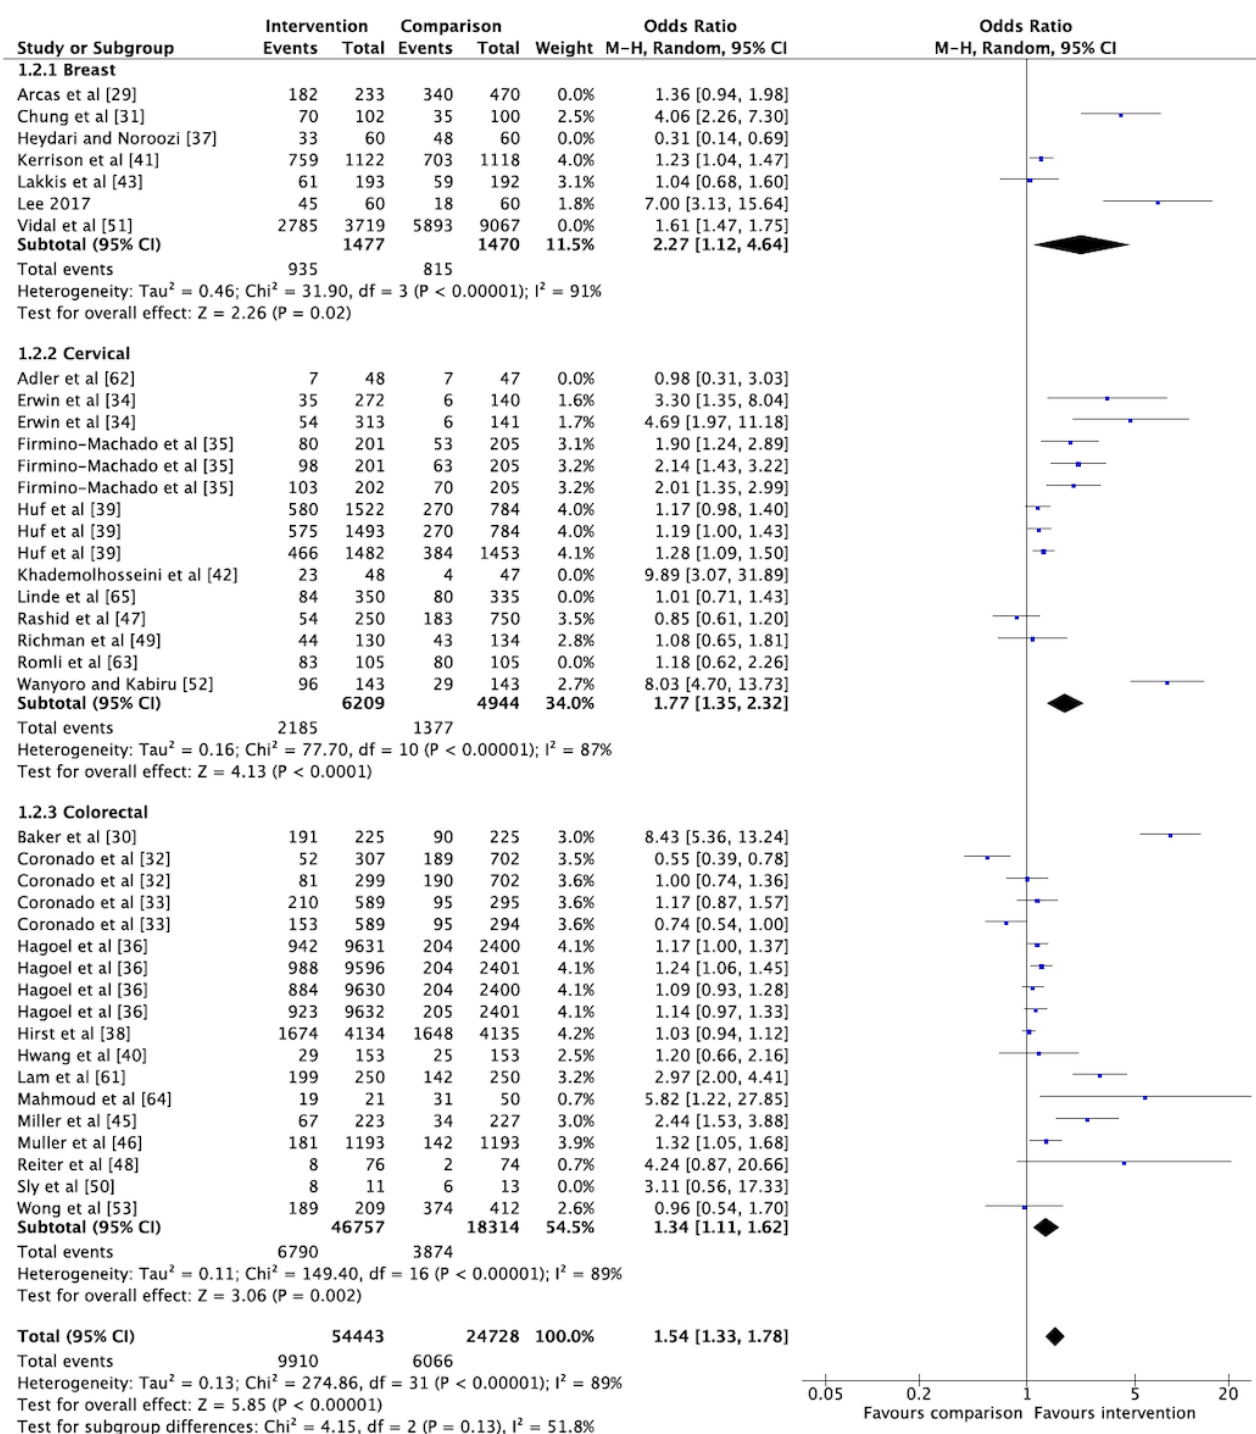 Intervention Comparison Odds Ratio Odds Ratio
Study or Subgroup Events Total Events Total Weight M–H, Random, 95% CI M–H, Random, 95% CI
1.2.1 Breast
Arcas et al [29] 182 233 340 470 0.0% 1.36 [0.94, 1.98]
Chung et al [31] 70 102 35 100 2.5% 4.06 [2.26, 7.30]
Heydari and Noroozi [37] 33 60 48 60 0.0% 0.31 [0.14, 0.69]
Kerrison et al [41] 759 1122 703 1118 4.0% 1.23 [1.04, 1.47]
Lakkis et al [43] 61 193 59 192 3.1% 1.04 [0.68, 1.60]
Lee 2017 45 60 18 60 1.8% 7.00 [3.13, 15.64]
Vidal et al [51] 2785 3719 5893 9067 0.0% 1.61 [1.47, 1.75]
Subtotal (95% CI) 1477 1470 11.5% 2.27 [1.12, 4.64]
Total events 935 815
Heterogeneity: Tau² = 0.46; Chi² = 31.90, df = 3 (P < 0.00001); I² = 91%
Test for overall effect: Z = 2.26 (P = 0.02)
1.2.2 Cervical
Adler et al [62] 7 48 7 47 0.0% 0.98 [0.31, 3.03]
Erwin et al [34] 35 272 6 140 1.6% 3.30 [1.35, 8.04]
Erwin et al [34] 54 313 6 141 1.7% 4.69 [1.97, 11.18]
Firmino–Machado et al [35] 80 201 53 205 3.1% 1.90 [1.24, 2.89]
Firmino–Machado et al [35] 98 201 63 205 3.2% 2.14 [1.43, 3.22]
Firmino–Machado et al [35] 103 202 70 205 3.2% 2.01 [1.35, 2.99]
Huf et al [39] 580 1522 270 784 4.0% 1.17 [0.98, 1.40]
Huf et al [39] 575 1493 270 784 4.0% 1.19 [1.00, 1.43]
Huf et al [39] 466 1482 384 1453 4.1% 1.28 [1.09, 1.50]
Khademolhosseini et al [42] 23 48 4 47 0.0% 9.89 [3.07, 31.89]
Linde et al [65] 84 350 80 335 0.0% 1.01 [0.71, 1.43]
Rashid et al [47] 54 250 183 750 3.5% 0.85 [0.61, 1.20]
Richman et al [49] 44 130 43 134 2.8% 1.08 [0.65, 1.81]
Romli et al [63] 83 105 80 105 0.0% 1.18 [0.62, 2.26]
Wanyoro and Kabiru [52] 96 143 29 143 2.7% 8.03 [4.70, 13.73]
Subtotal (95% CI) 6209 4944 34.0% 1.77 [1.35, 2.32]
Total events 2185 1377
Heterogeneity: Tau² = 0.16; Chi² = 77.70, df = 10 (P < 0.00001); I² = 87%
Test for overall effect: Z = 4.13 (P < 0.0001)
1.2.3 Colorectal
Baker et al [30] 191 225 90 225 3.0% 8.43 [5.36, 13.24]
Coronado et al [32] 52 307 189 702 3.5% 0.55 [0.39, 0.78]
Coronado et al [32] 81 299 190 702 3.6% 1.00 [0.74, 1.36]
Coronado et al [33] 210 589 95 295 3.6% 1.17 [0.87, 1.57]
Coronado et al [33] 153 589 95 294 3.6% 0.74 [0.54, 1.00]
Hagoel et al [36] 942 9631 204 2400 4.1% 1.17 [1.00, 1.37]
Hagoel et al [36] 988 9596 204 2401 4.1% 1.24 [1.06, 1.45]
Hagoel et al [36] 884 9630 204 2400 4.1% 1.09 [0.93, 1.28]
Hagoel et al [36] 923 9632 205 2401 4.1% 1.14 [0.97, 1.33]
Hirst et al [38] 1674 4134 1648 4135 4.2% 1.03 [0.94, 1.12]
Hwang et al [40] 29 153 25 153 2.5% 1.20 [0.66, 2.16]
Lam et al [61] 199 250 142 250 3.2% 2.97 [2.00, 4.41]
Mahmoud et al [64] 19 21 31 50 0.7% 5.82 [1.22, 27.85]
Miller et al [45] 67 223 34 227 3.0% 2.44 [1.53, 3.88]
Muller et al [46] 181 1193 142 1193 3.9% 1.32 [1.05, 1.68]
Reiter et al [48] 8 76 2 74 0.7% 4.24 [0.87, 20.66]
Sly et al [50] 8 11 6 13 0.0% 3.11 [0.56, 17.33]
Wong et al [53] 189 209 374 412 2.6% 0.96 [0.54, 1.70]
Subtotal (95% CI) 46757 18314 54.5% 1.34 [1.11, 1.62]
Total events 6790 3874
Heterogeneity: Tau² = 0.11; Chi² = 149.40, df = 16 (P < 0.00001); I² = 89%
Test for overall effect: Z = 3.06 (P = 0.002)
Total (95% CI) 54443 24728 100.0% 1.54 [1.33, 1.78]
Total events 9910 6066
Heterogeneity: Tau² = 0.13; Chi² = 274.86, df = 31 (P < 0.00001); I² = 89%
Test for overall effect: Z = 5.85 (P < 0.00001)
Test for subgroup differences: Chi² = 4.15, df = 2 (P = 0.13), I² = 51.8%
0.05 0.2 1 5 20
Favours comparison Favours intervention